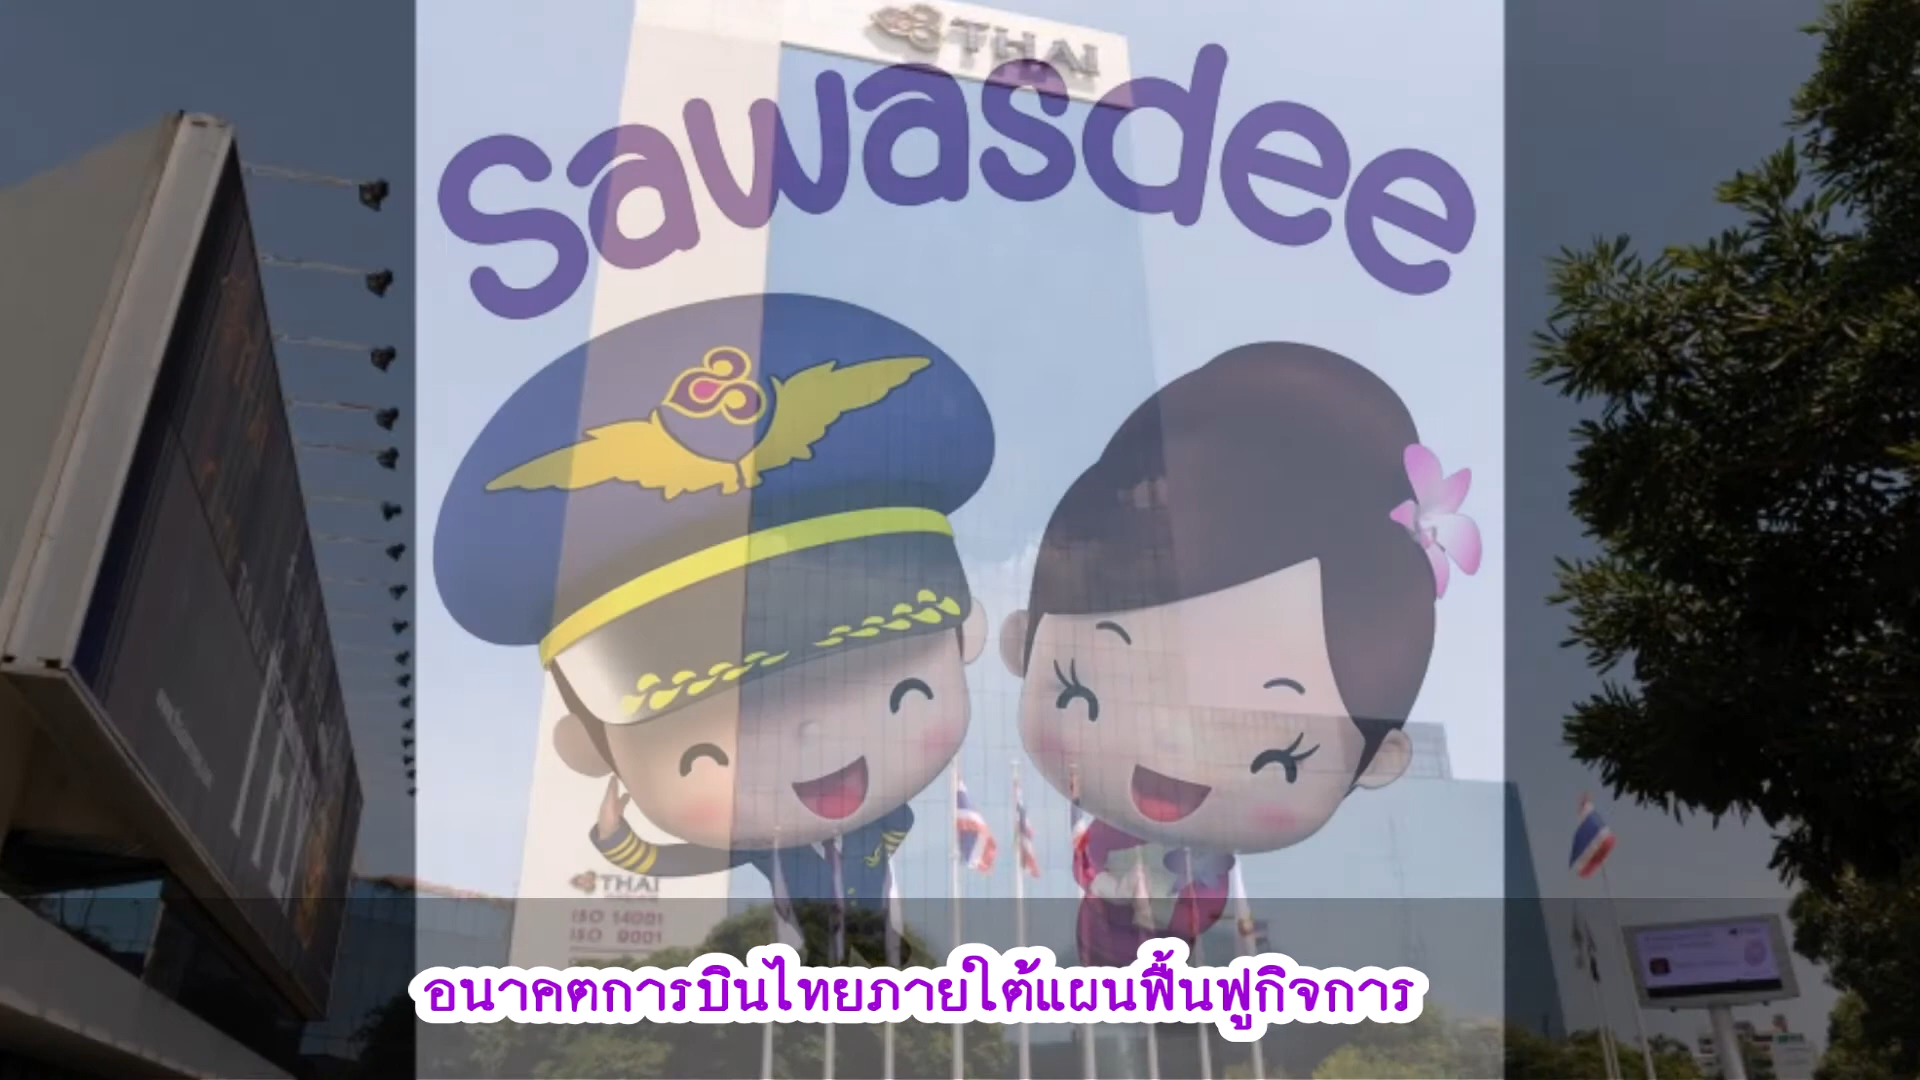 THAI
sawasdee
THAI
ISO 14001
ISO 9001
อนาคตการบินไทยภายใต้แผนฟื้นฟูกิจการ